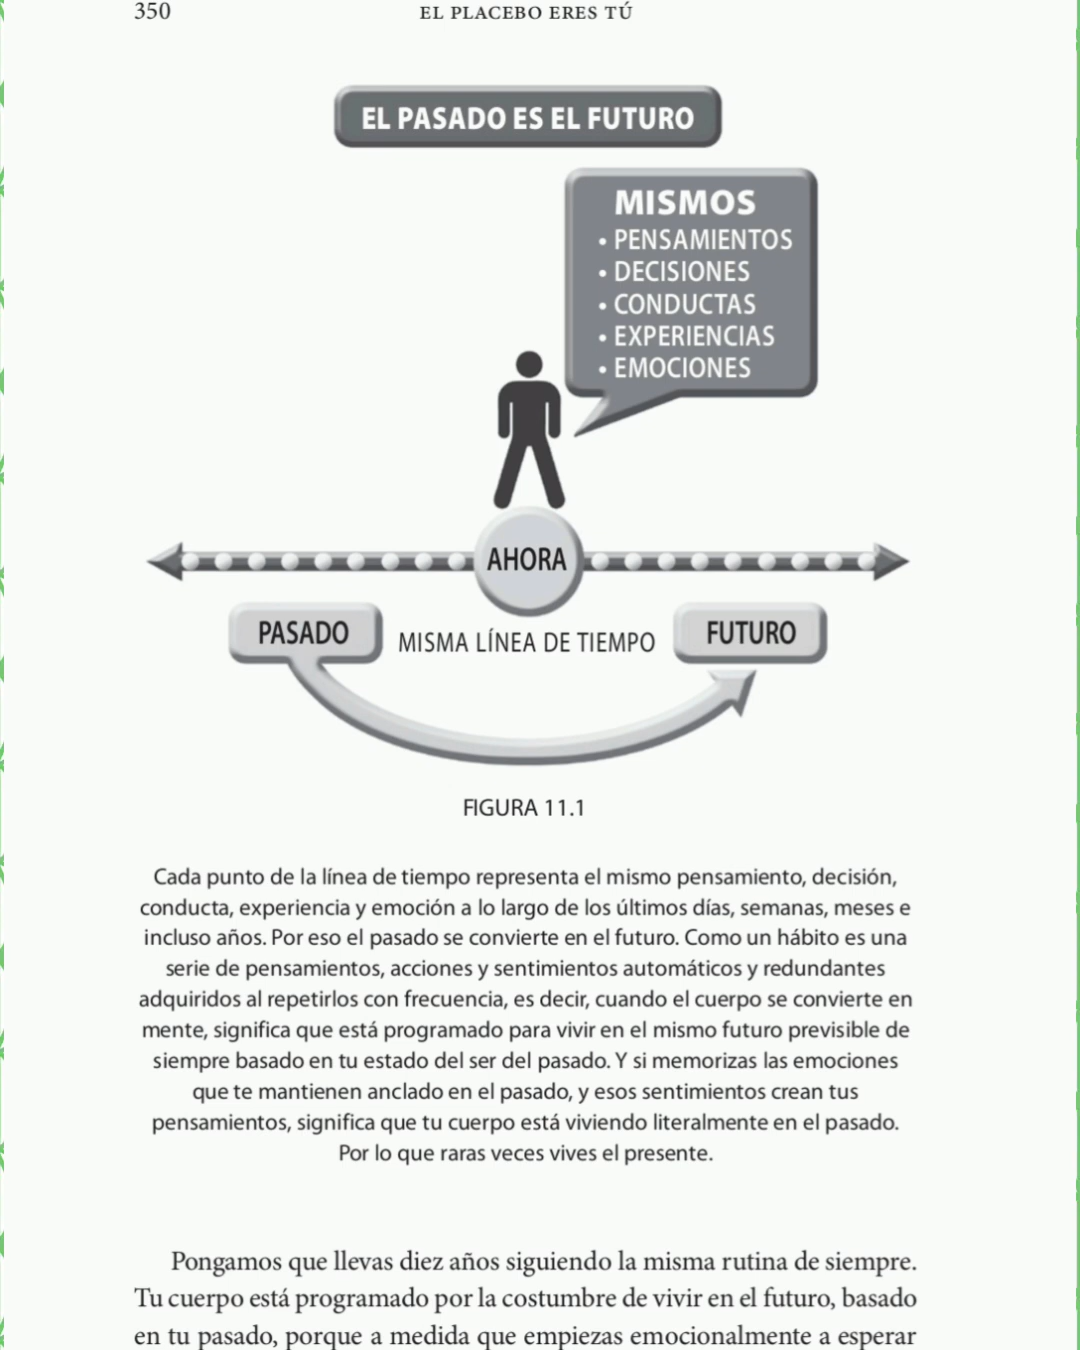 350
EL PLACEBO ERES TÚ
EL PASADO ES EL FUTURO
MISMOS
• PENSAMIENTOS
• DECISIONES
• CONDUCTAS
• EXPERIENCIAS
• EMOCIONES
AHORA
PASADO
MISMA LÍNEA DE TIEMPO
FUTURO
FIGURA 11.1
Cada punto de la línea de tiempo representa el mismo pensamiento, decisión,
conducta, experiencia y emoción a lo largo de los últimos días, semanas, meses e
incluso años. Por eso el pasado se convierte en el futuro. Como un hábito es una
serie de pensamientos, acciones y sentimientos automáticos y redundantes
adquiridos al repetirlos con frecuencia, es decir, cuando el cuerpo se convierte en
mente, significa que está programado para vivir en el mismo futuro previsible de
siempre basado en tu estado del ser del pasado. Y si memorizas las emociones
que te mantienen anclado en el pasado, y esos sentimientos crean tus
pensamientos, significa que tu cuerpo está viviendo literalmente en el pasado.
Por lo que raras veces vives el presente.
Pongamos que llevas diez años siguiendo la misma rutina de siempre.
Tu cuerpo está programado por la costumbre de vivir en el futuro, basado
en tu pasado, porque a medida que empiezas emocionalmente a esperar